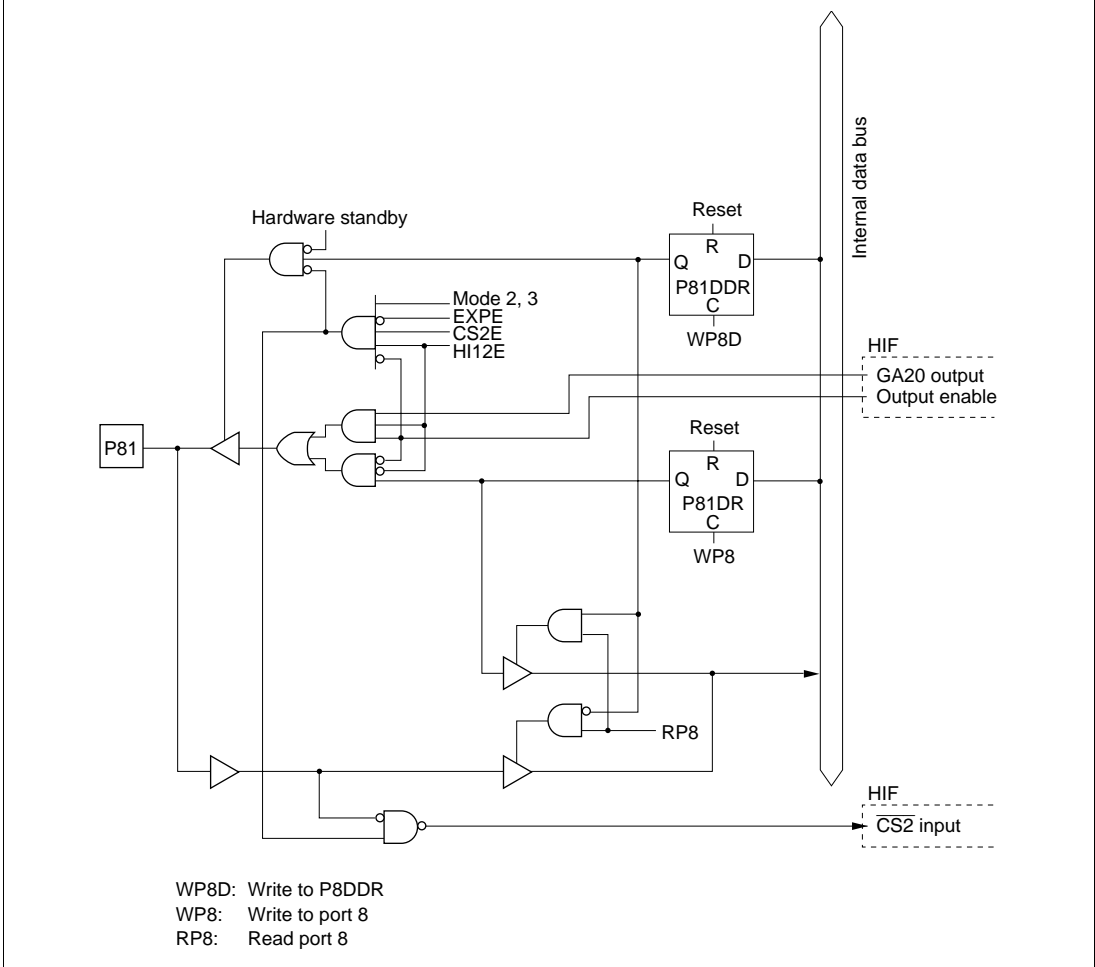 Internal data bus
Hardware standby
Reset
R
Q
D
P81DDR
C
WP8D
Mode 2, 3
EXPE
CS2E
HI12E
HIF
GA20 output
Output enable
P81
Reset
R
Q
D
P81DR
C
WP8
RP8
HIF
CS2 input
WP8D: Write to P8DDR
WP8: Write to port 8
RP8: Read port 8